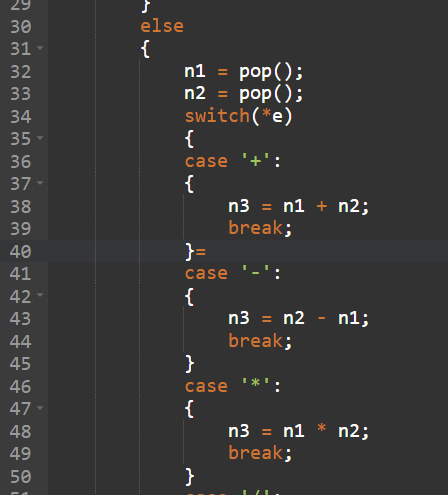 29 }
30 else
31 {
32 n1 = pop();
33 n2 = pop();
34 switch(*e)
35 {
36 case '+':
37 {
38 n3 = n1 + n2;
39 break;
40 }=
41 case '-':
42 {
43 n3 = n2 - n1;
44 break;
45 }
46 case '*':
47 {
48 n3 = n1 * n2;
49 break;
50 }
51 case '/':